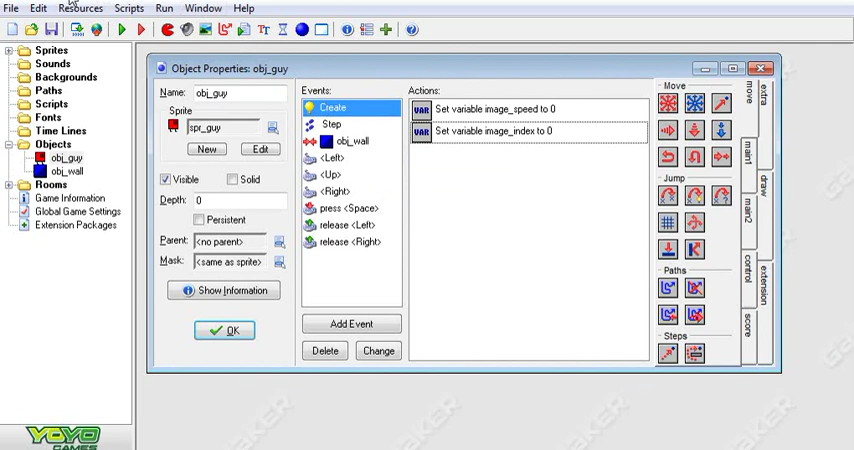 File Edit Resources Scripts Run Window Help
Sprites
Sounds
Backgrounds
Paths
Scripts
Fonts
Time Lines
Objects
obj_guy
obj_wall
Rooms
Game Information
Global Game Settings
Extension Packages
YOYO
GAMES
Object Properties: obj_guy
Name: obj_guy
Sprite
spr_guy
New Edit
Visible Solid
Depth: 0
Persistent
Parent: <no parent>
Mask: <same as sprite>
Show Information
OK
Events:
Create
Step
obj_wall
<Left>
<Up>
<Right>
press <Space>
release <Left>
release <Right>
Add Event
Delete Change
Actions:
VAR Set variable image_speed to 0
VAR Set variable image_index to 0
Move
Jump
Paths
Steps
move
main1
main2
control
score
extra
draw
extension